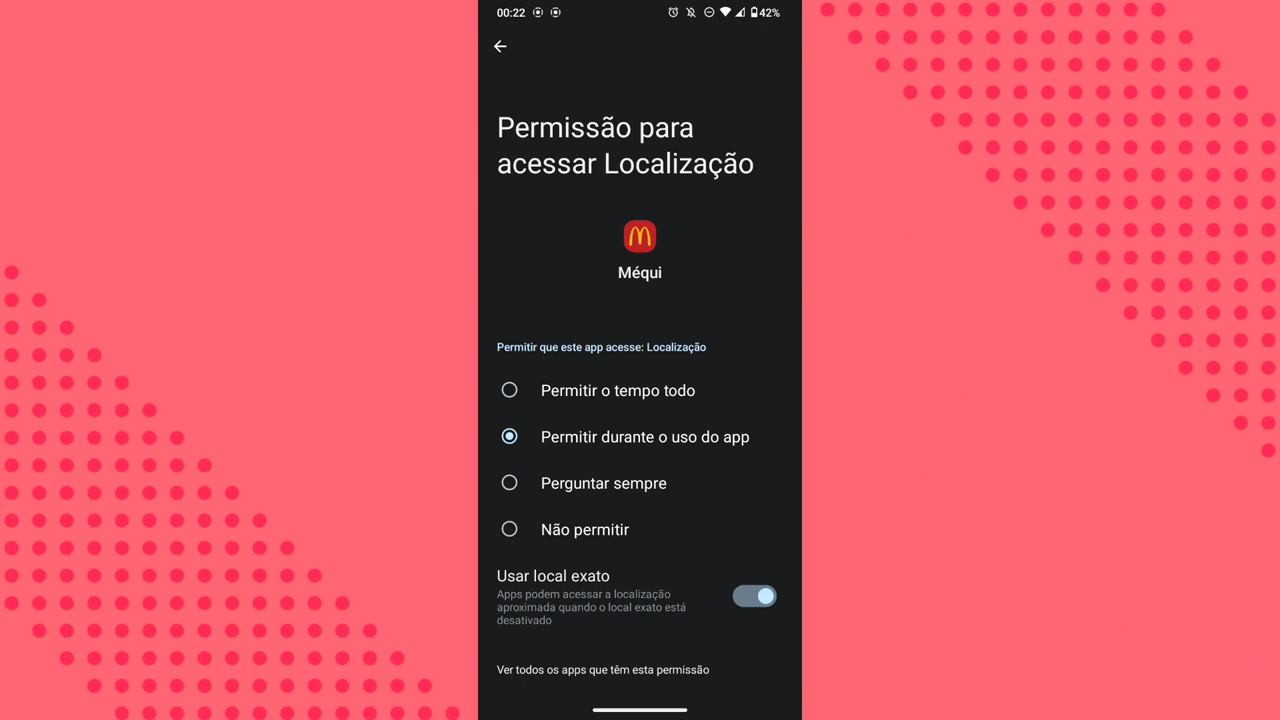 00:22
42%
Permissão para
acessar Localização
Méqui
Permitir que este app acesse: Localização
Permitir o tempo todo
Permitir durante o uso do app
Perguntar sempre
Não permitir
Usar local exato
Apps podem acessar a localização
aproximada quando o local exato está
desativado
Ver todos os apps que têm esta permissão